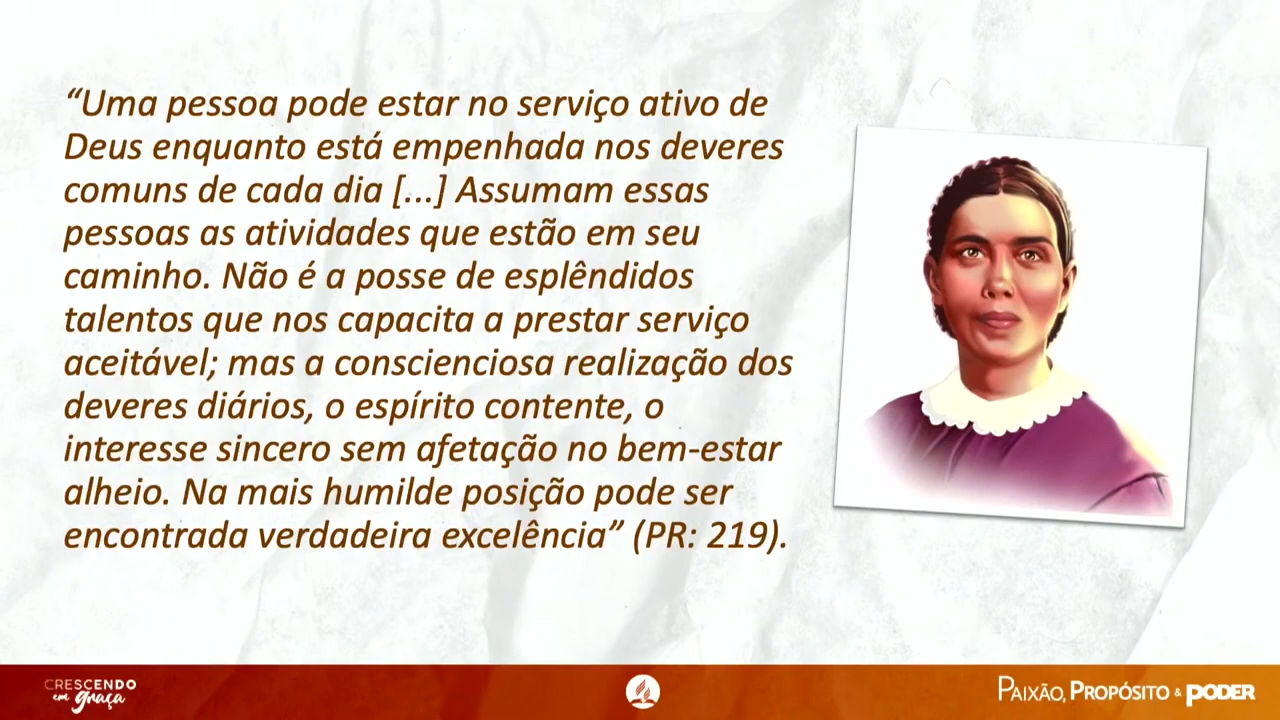 “Uma pessoa pode estar no serviço ativo de
Deus enquanto está empenhada nos deveres
comuns de cada dia [...] Assumam essas
pessoas as atividades que estão em seu
caminho. Não é a posse de esplêndidos
talentos que nos capacita a prestar serviço
aceitável; mas a conscienciosa realização dos
deveres diários, o espírito contente, o
interesse sincero sem afetação no bem-estar
alheio. Na mais humilde posição pode ser
encontrada verdadeira excelência” (PR: 219).
CRESCENDO
em graça
PAIXÃO, PROPÓSITO & PODER